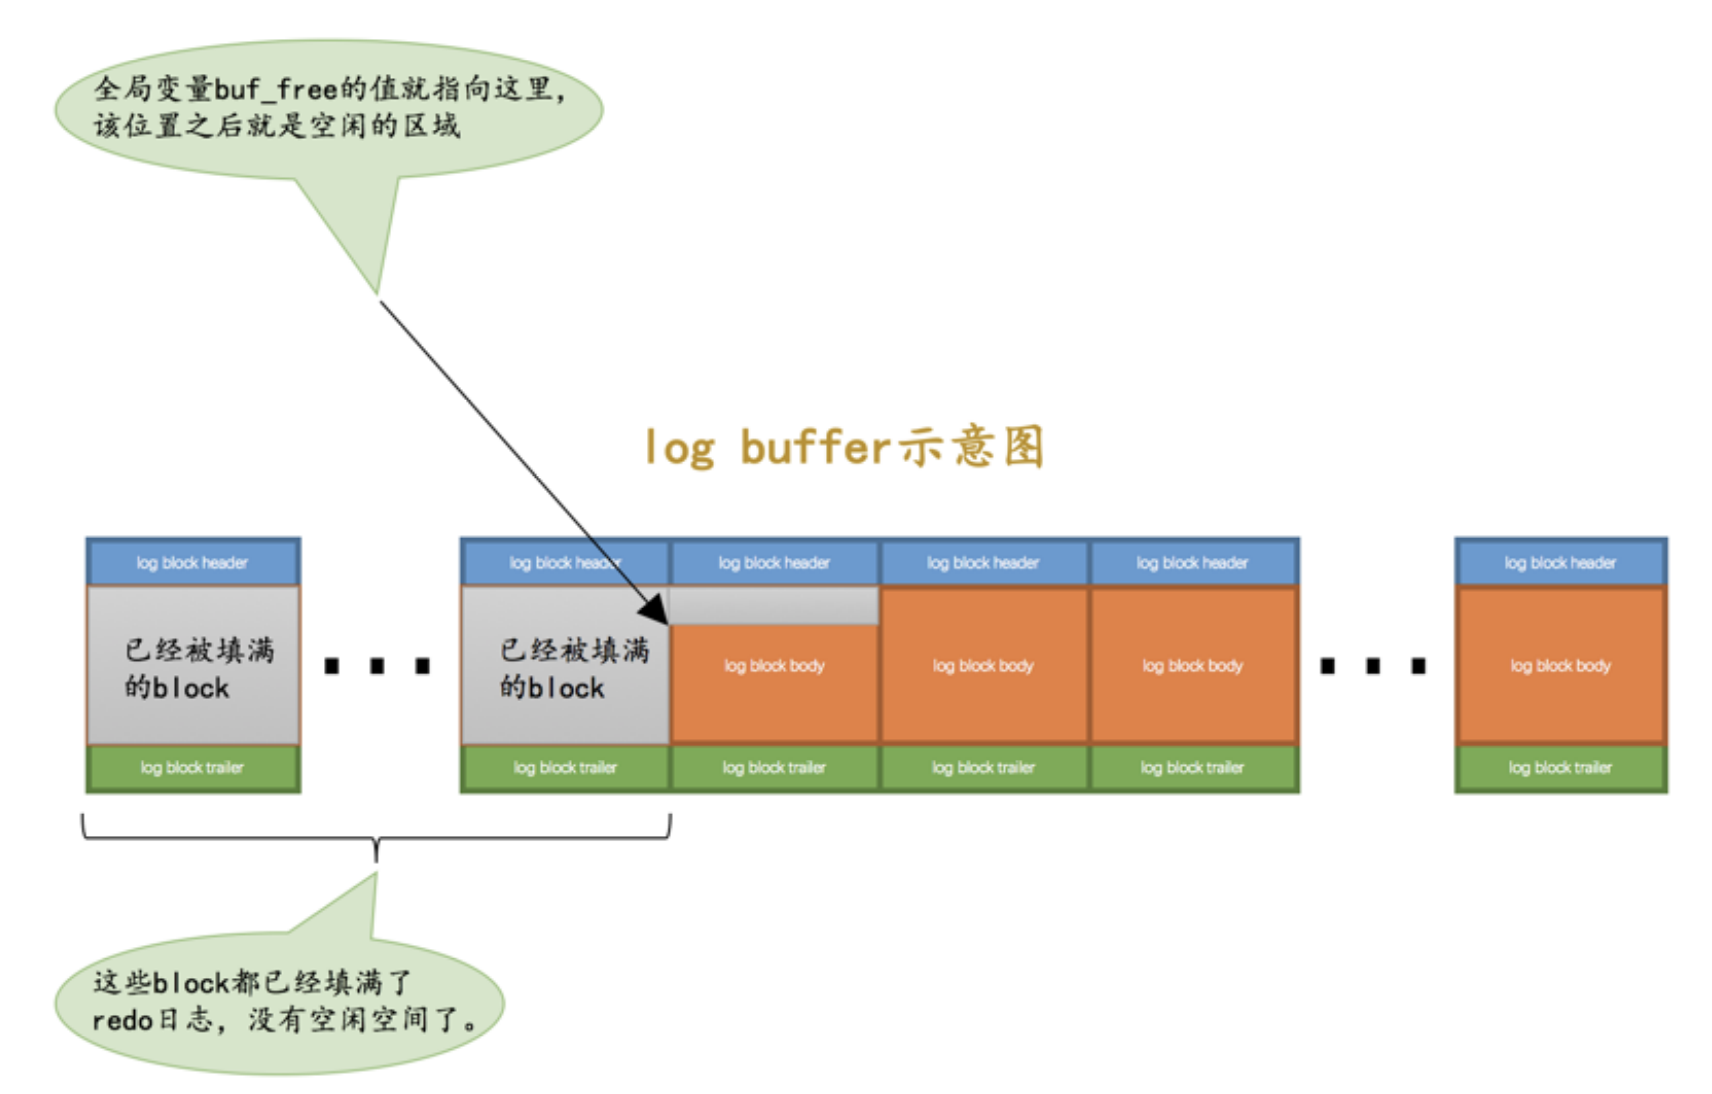 全局变量buf_free的值就指向这里，
该位置之后就是空闲的区域
log buffer示意图
log block header
log block header
log block header
log block header
log block header
log block header
已经被填满
的block
已经被填满
的block
log block body
log block body
log block body
log block body
log block trailer
log block trailer
log block trailer
log block trailer
log block trailer
log block trailer
这些block都已经填满了
redo日志，没有空闲空间了。